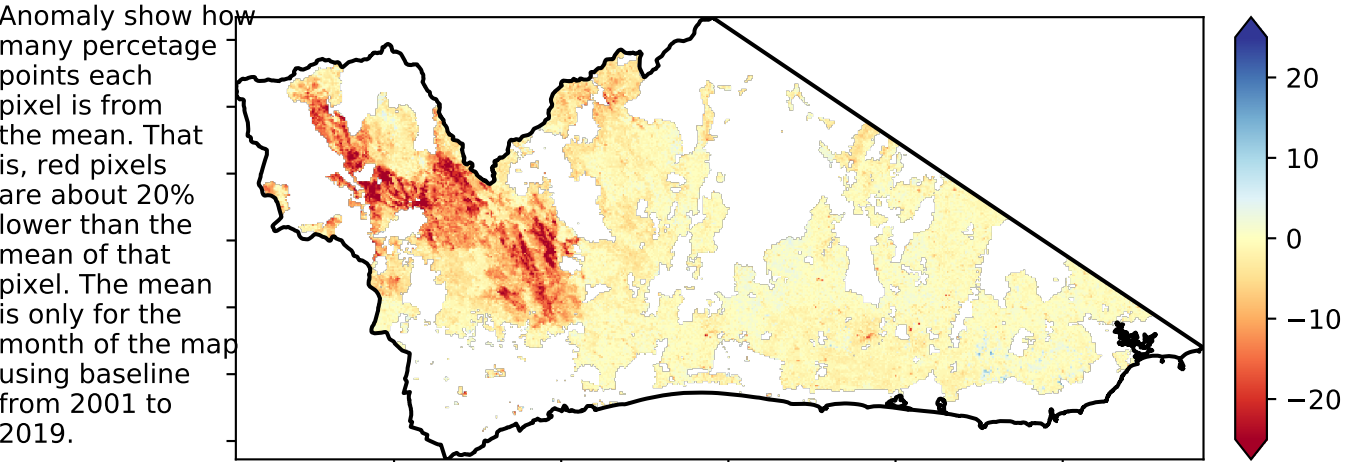 Anomaly show how
many percetage
points each
pixel is from
the mean. That
is, red pixels
are about 20%
lower than the
mean of that
pixel. The mean
is only for the
month of the map
using baseline
from 2001 to
2019.
20
10
0
−10
−20